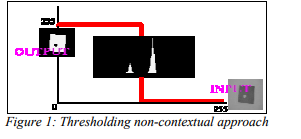 255
OUTPUT
INPUT
0
255
Figure 1: Thresholding non-contextual approach